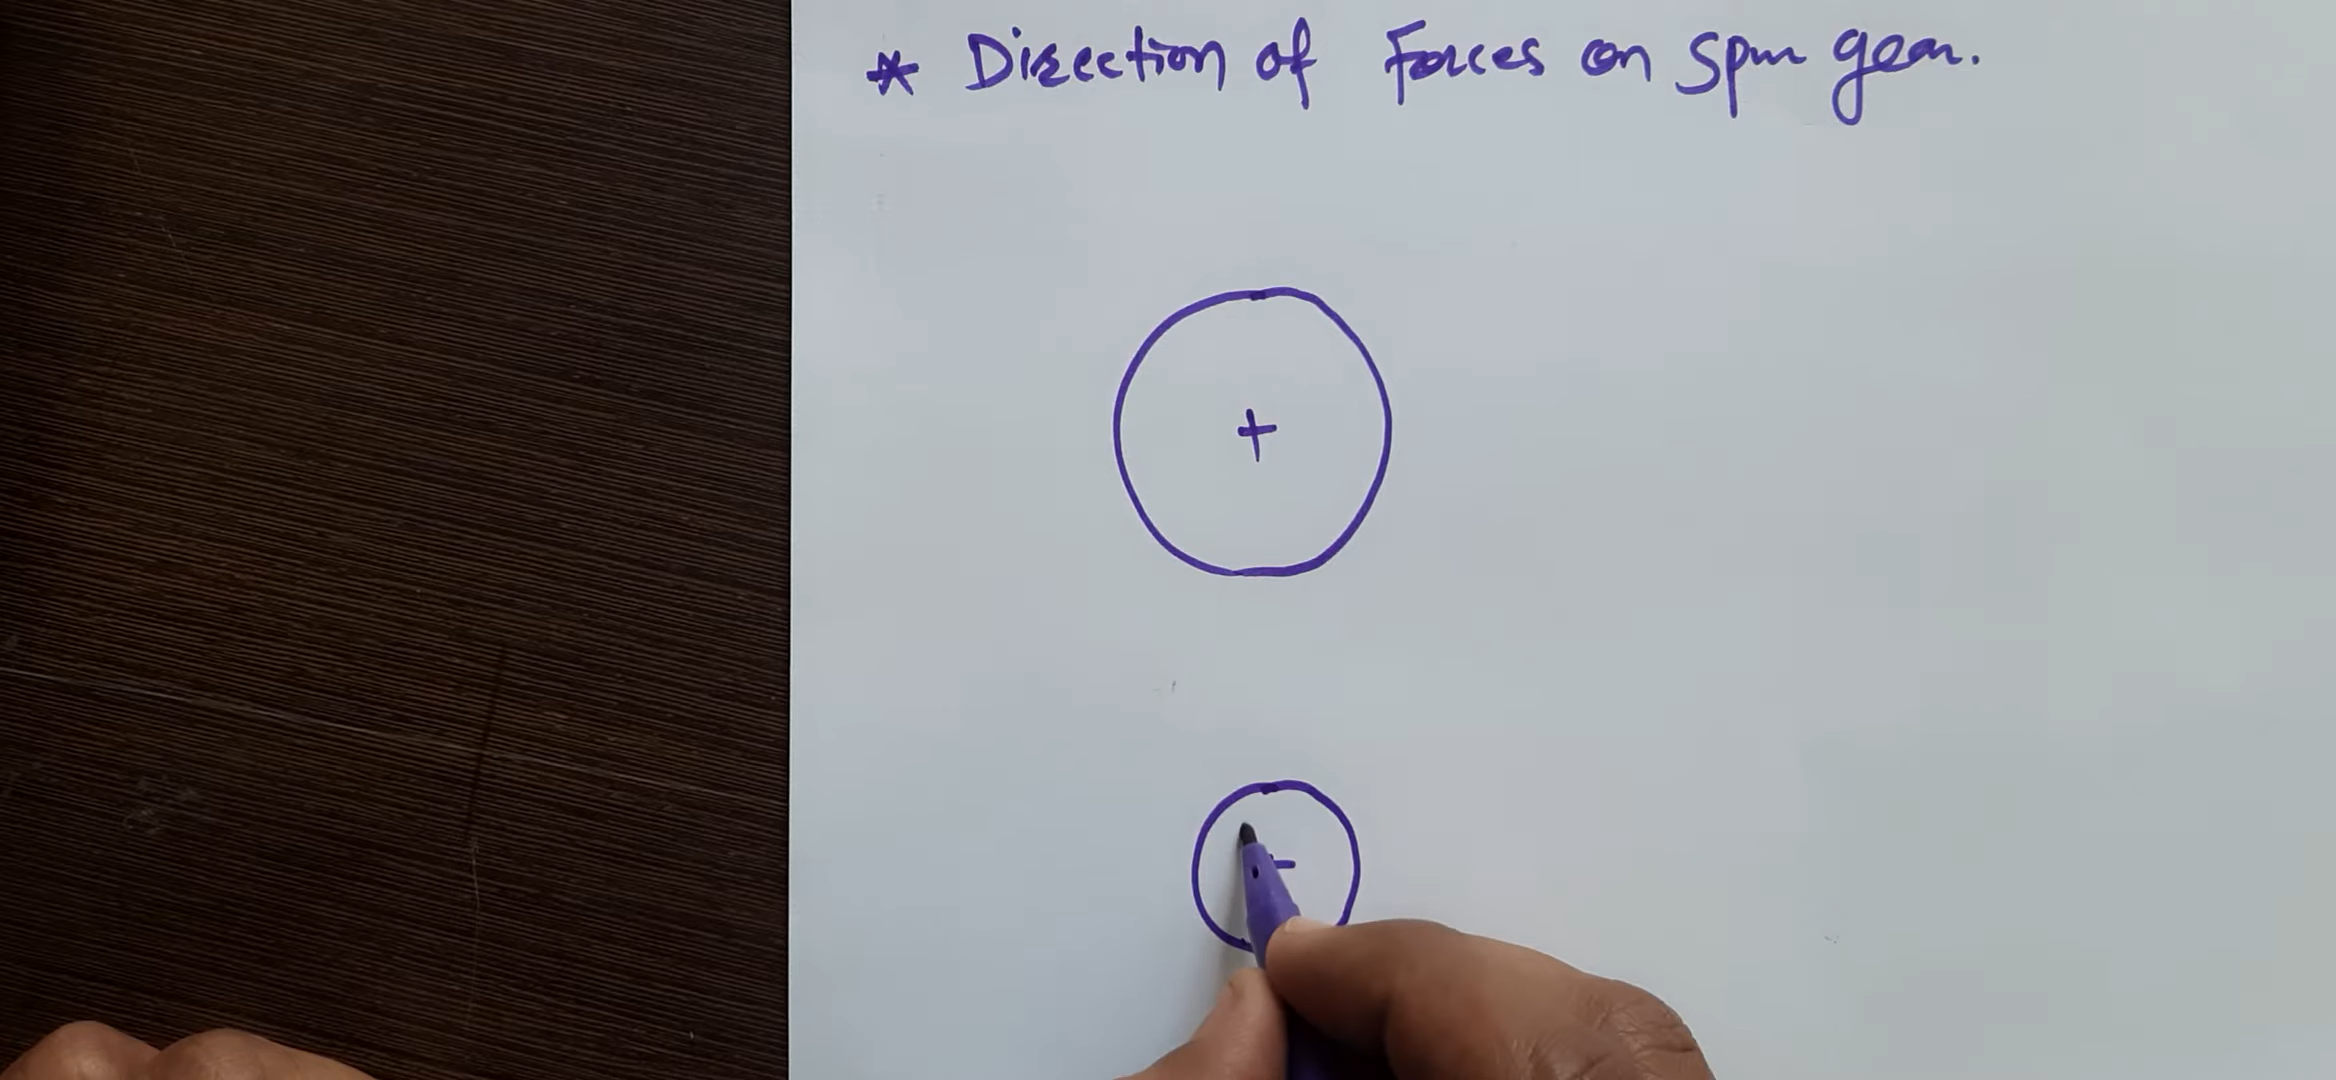 * Direction of Forces on Spur gear.
+